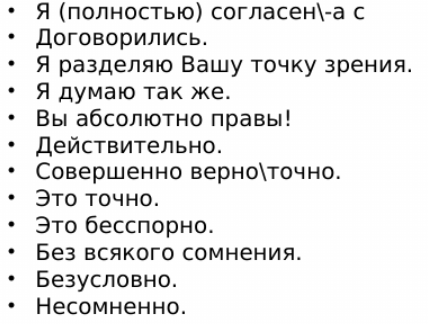 • Я (полностью) согласен\-а с
• Договорились.
• Я разделяю Вашу точку зрения.
• Я думаю так же.
• Вы абсолютно правы!
• Действительно.
• Совершенно верно\точно.
• Это точно.
• Это бесспорно.
• Без всякого сомнения.
• Безусловно.
• Несомненно.